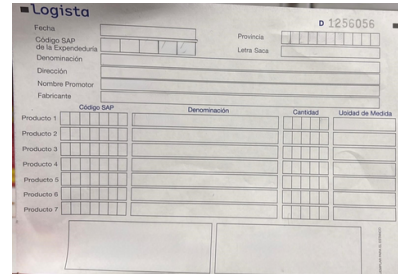 Logista
D 1256056
Fecha
Provincia
Código SAP
de la Expendeduría
Letra Saca
Denominación
Dirección
Nombre Promotor
Fabricante
Código SAP Denominación Cantidad Unidad de Medida
Producto 1
Producto 2
Producto 3
Producto 4
Producto 5
Producto 6
Producto 7